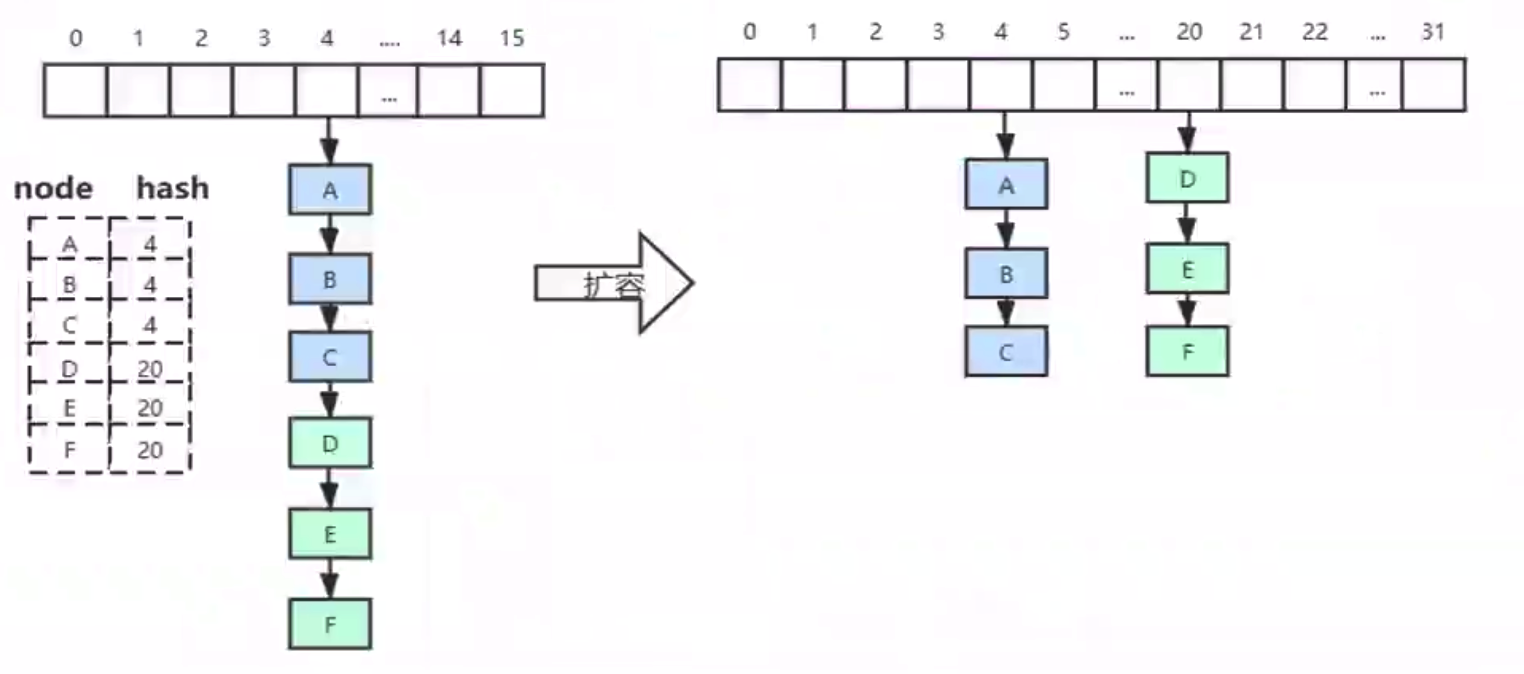 0 1 2 3 4 .... 14 15
...
node hash
A 4
B 4
C 4
D 20
E 20
F 20
A
B
C
D
E
F
扩容
0 1 2 3 4 5 ... 20 21 22 ... 31
... ...
A
B
C
D
E
F